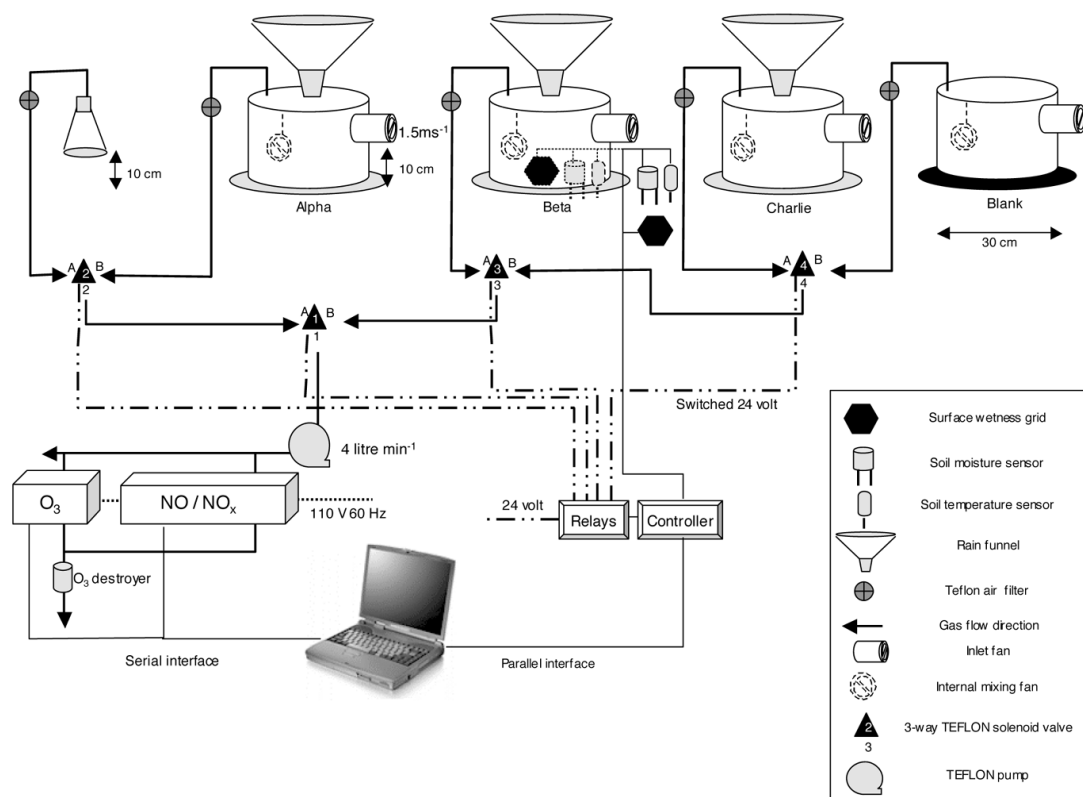 10 cm
1.5ms-1
10 cm
Alpha
Beta
Charlie
Blank
30 cm
A 2 B
2
A 3 B
3
A 4 B
4
A 1 B
1
Switched 24 volt
4 litre min-1
O3
NO / NOx
110 V 60 Hz
24 volt
Relays
Controller
O3 destroyer
Serial interface
Parallel interface
Surface wetness grid
Soil moisture sensor
Soil temperature sensor
Rain funnel
Teflon air filter
Gas flow direction
Inlet fan
Internal mixing fan
2
3
3-way TEFLON solenoid valve
TEFLON pump